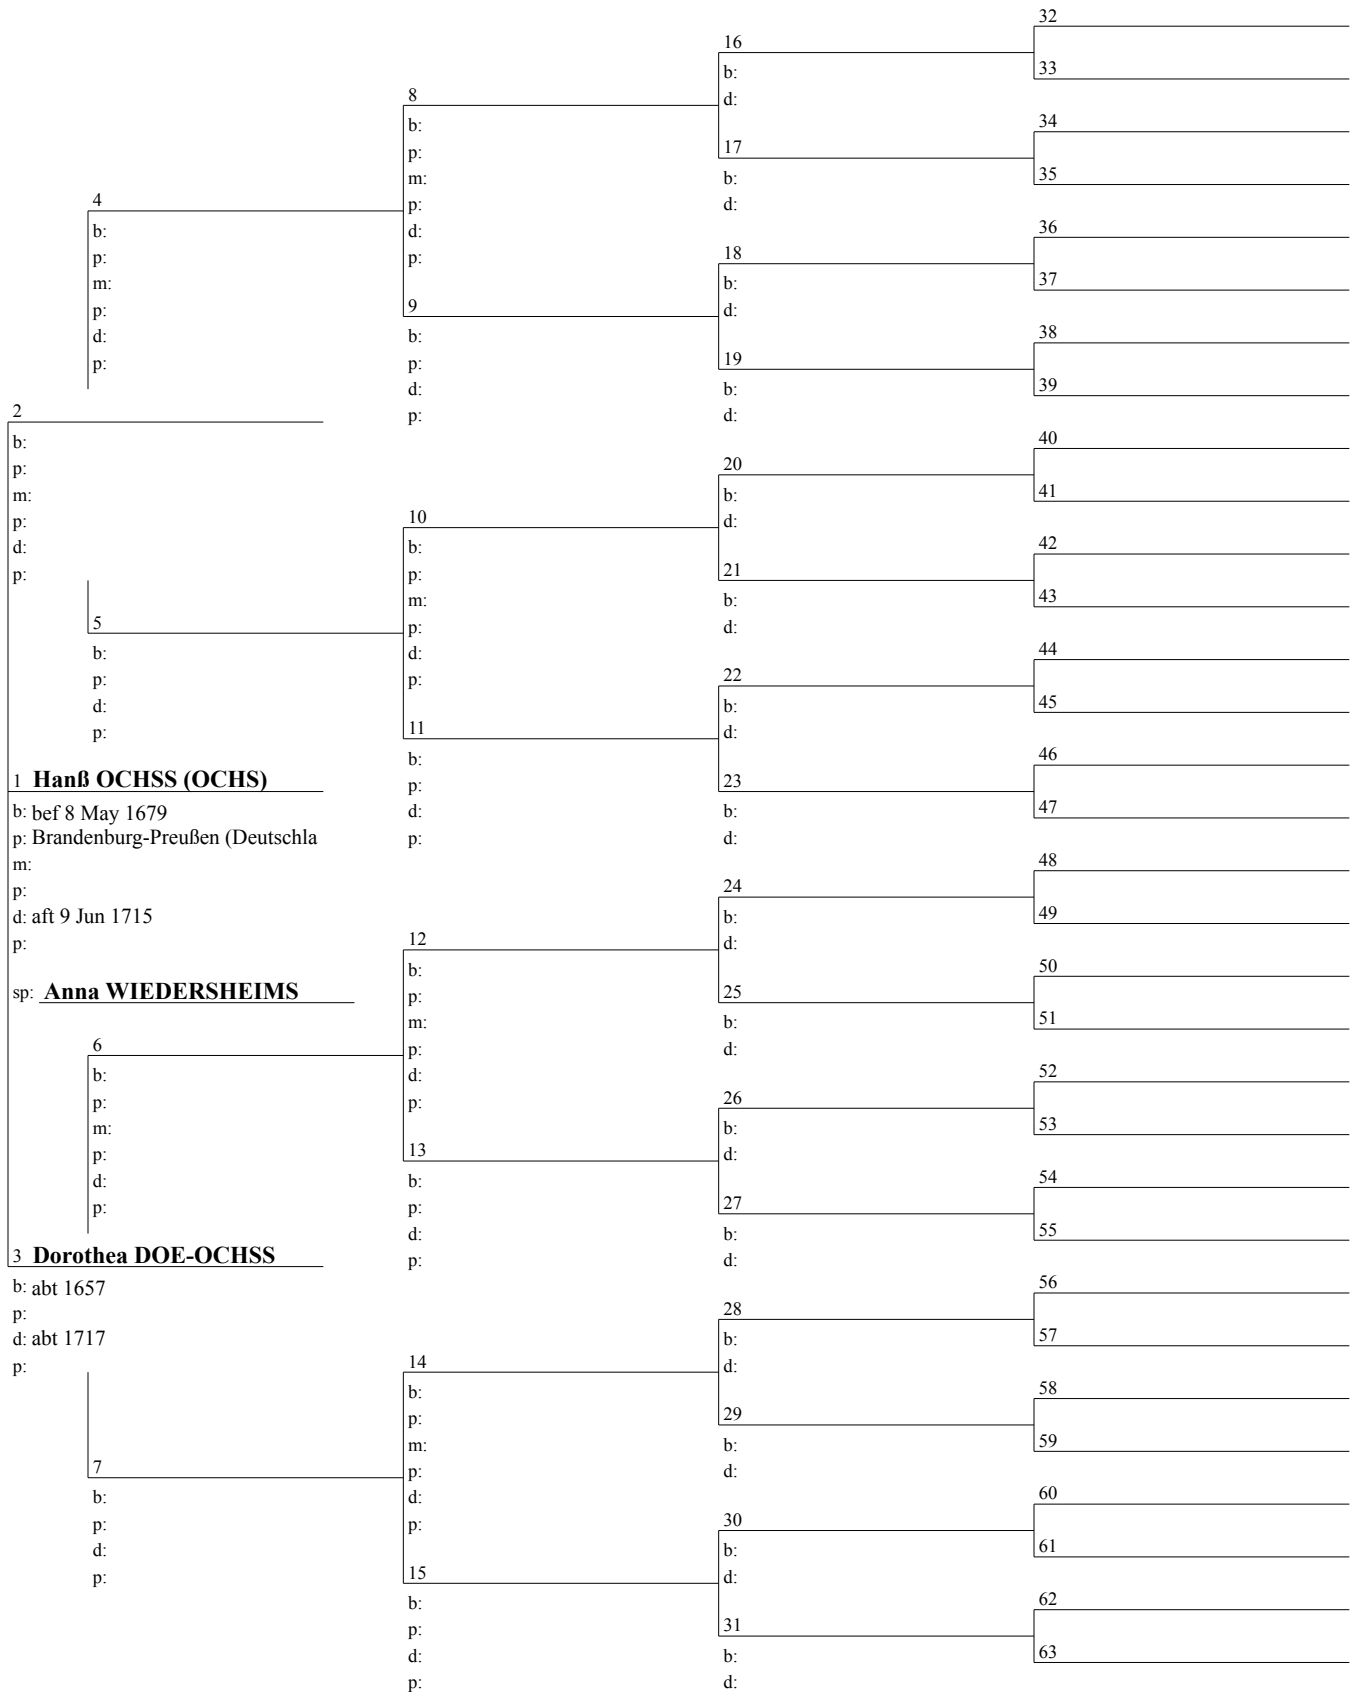 32
16
b:
33
8
d:
b:
34
p:
17
m:
b:
35
4
p:
d:
b:
d:
36
p:
p:
18
m:
b:
37
p:
9
d:
d:
b:
38
p:
p:
19
d:
b:
39
2
p:
d:
b:
40
p:
20
m:
b:
41
p:
10
d:
d:
b:
42
p:
p:
21
m:
b:
43
5
p:
d:
b:
d:
44
p:
p:
22
d:
b:
45
p:
11
d:
b:
46
1 Hanß OCHSS (OCHS)
p:
23
b: bef 8 May 1679
d:
b:
47
p: Brandenburg-Preußen (Deutschla
p:
d:
m:
48
p:
24
d: aft 9 Jun 1715
b:
49
p:
12
d:
b:
50
sp: Anna WIEDERSHEIMS
p:
25
m:
b:
51
6
p:
d:
b:
d:
52
p:
p:
26
m:
b:
53
p:
13
d:
d:
b:
54
p:
p:
27
d:
b:
55
3 Dorothea DOE-OCHSS
p:
d:
b: abt 1657
56
p:
28
d: abt 1717
b:
57
p:
14
d:
b:
58
p:
29
m:
b:
59
7
p:
d:
b:
d:
60
p:
p:
30
d:
b:
61
p:
15
d:
b:
62
p:
31
d:
b:
63
p:
d: